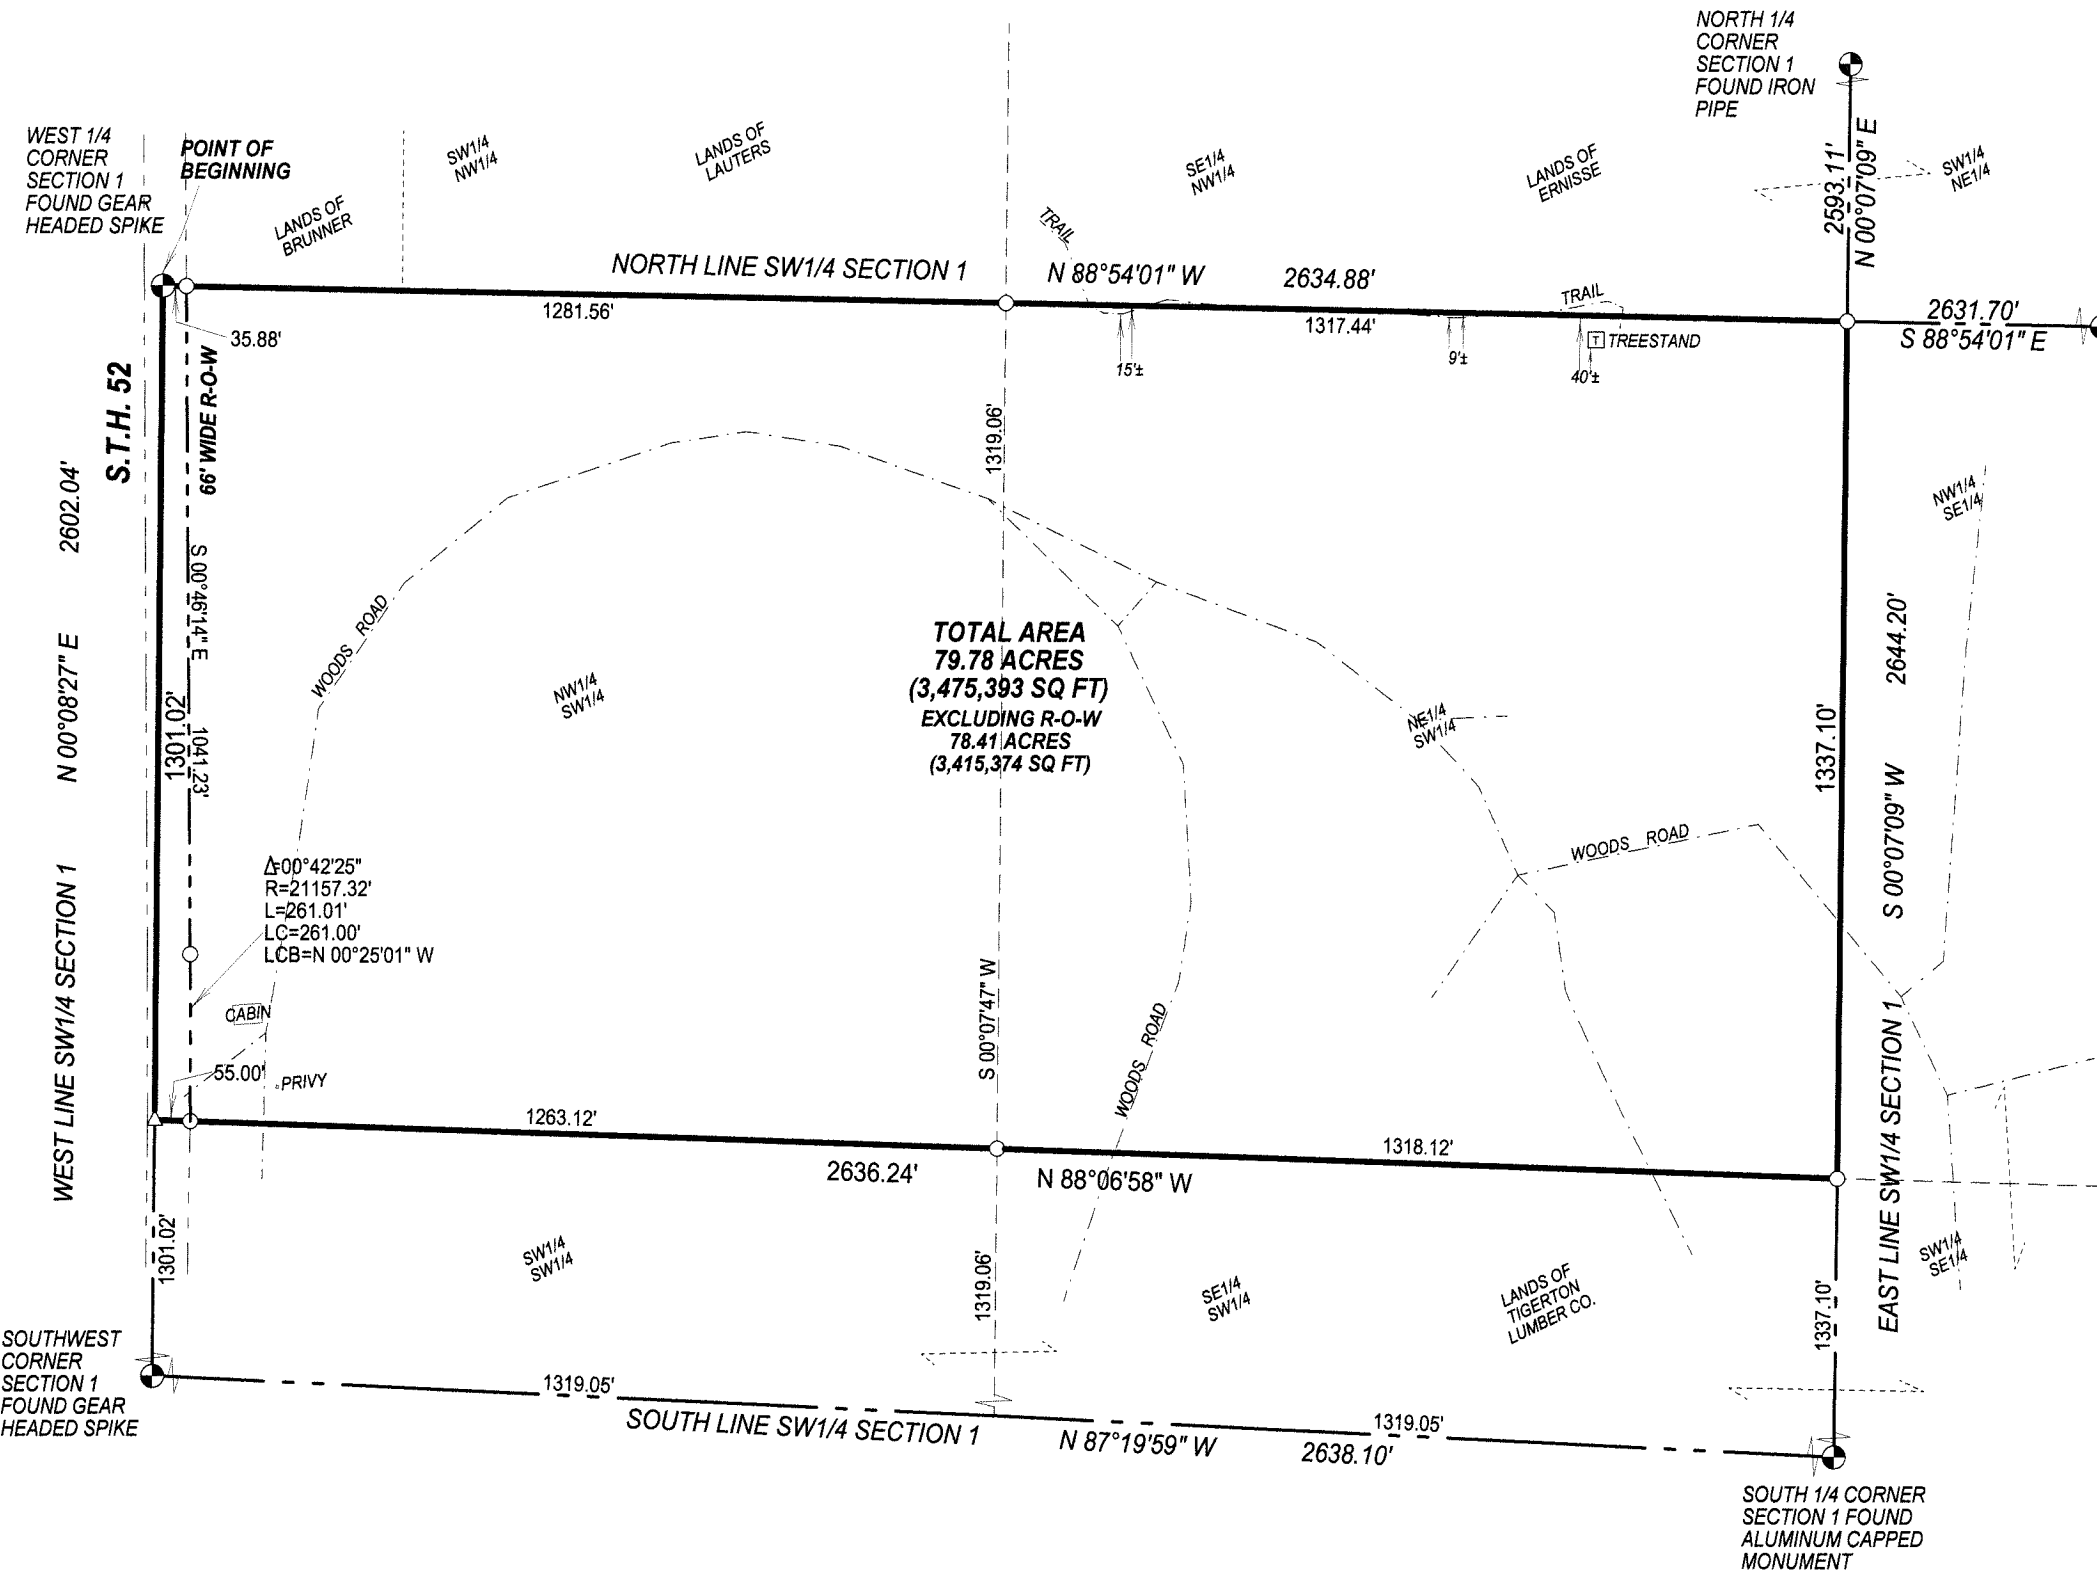 NORTH 1/4
CORNER
SECTION 1
FOUND IRON
PIPE
WEST 1/4
CORNER
SECTION 1
FOUND GEAR
HEADED SPIKE
POINT OF
BEGINNING
LANDS OF
BRUNNER
SW1/4
NW1/4
LANDS OF
LAUTERS
SE1/4
NW1/4
LANDS OF
ERNISSE
SW1/4
NE1/4
2593.11'
N 00°07'09" E
TRAIL
NORTH LINE SW1/4 SECTION 1
N 88°54'01" W
2634.88'
TRAIL
2631.70'
S 88°54'01" E
1281.56'
1317.44'
35.88'
15'±
9'±
40'±
T
TREESTAND
S.T.H. 52
66' WIDE R-O-W
1319.06'
2602.04'
N 00°08'27" E
WEST LINE SW1/4 SECTION 1
S 00°46'14" E
1041.23'
1301.02'
WOODS ROAD
NW1/4
SW1/4
TOTAL AREA
79.78 ACRES
(3,475,393 SQ FT)
EXCLUDING R-O-W
78.41 ACRES
(3,415,374 SQ FT)
NE1/4
SW1/4
NW1/4
SE1/4
2644.20'
S 00°07'09" W
1337.10'
EAST LINE SW1/4 SECTION 1
WOODS ROAD
Δ=00°42'25"
R=21157.32'
L=261.01'
LC=261.00'
LCB=N 00°25'01" W
CABIN
55.00'
PRIVY
S 00°07'47" W
WOODS ROAD
1263.12'
1318.12'
2636.24'
N 88°06'58" W
1301.02'
SW1/4
SW1/4
1319.06'
SE1/4
SW1/4
LANDS OF
TIGERTON
LUMBER CO.
1337.10'
SW1/4
SE1/4
SOUTHWEST
CORNER
SECTION 1
FOUND GEAR
HEADED SPIKE
1319.05'
SOUTH LINE SW1/4 SECTION 1
1319.05'
N 87°19'59" W
2638.10'
SOUTH 1/4 CORNER
SECTION 1 FOUND
ALUMINUM CAPPED
MONUMENT